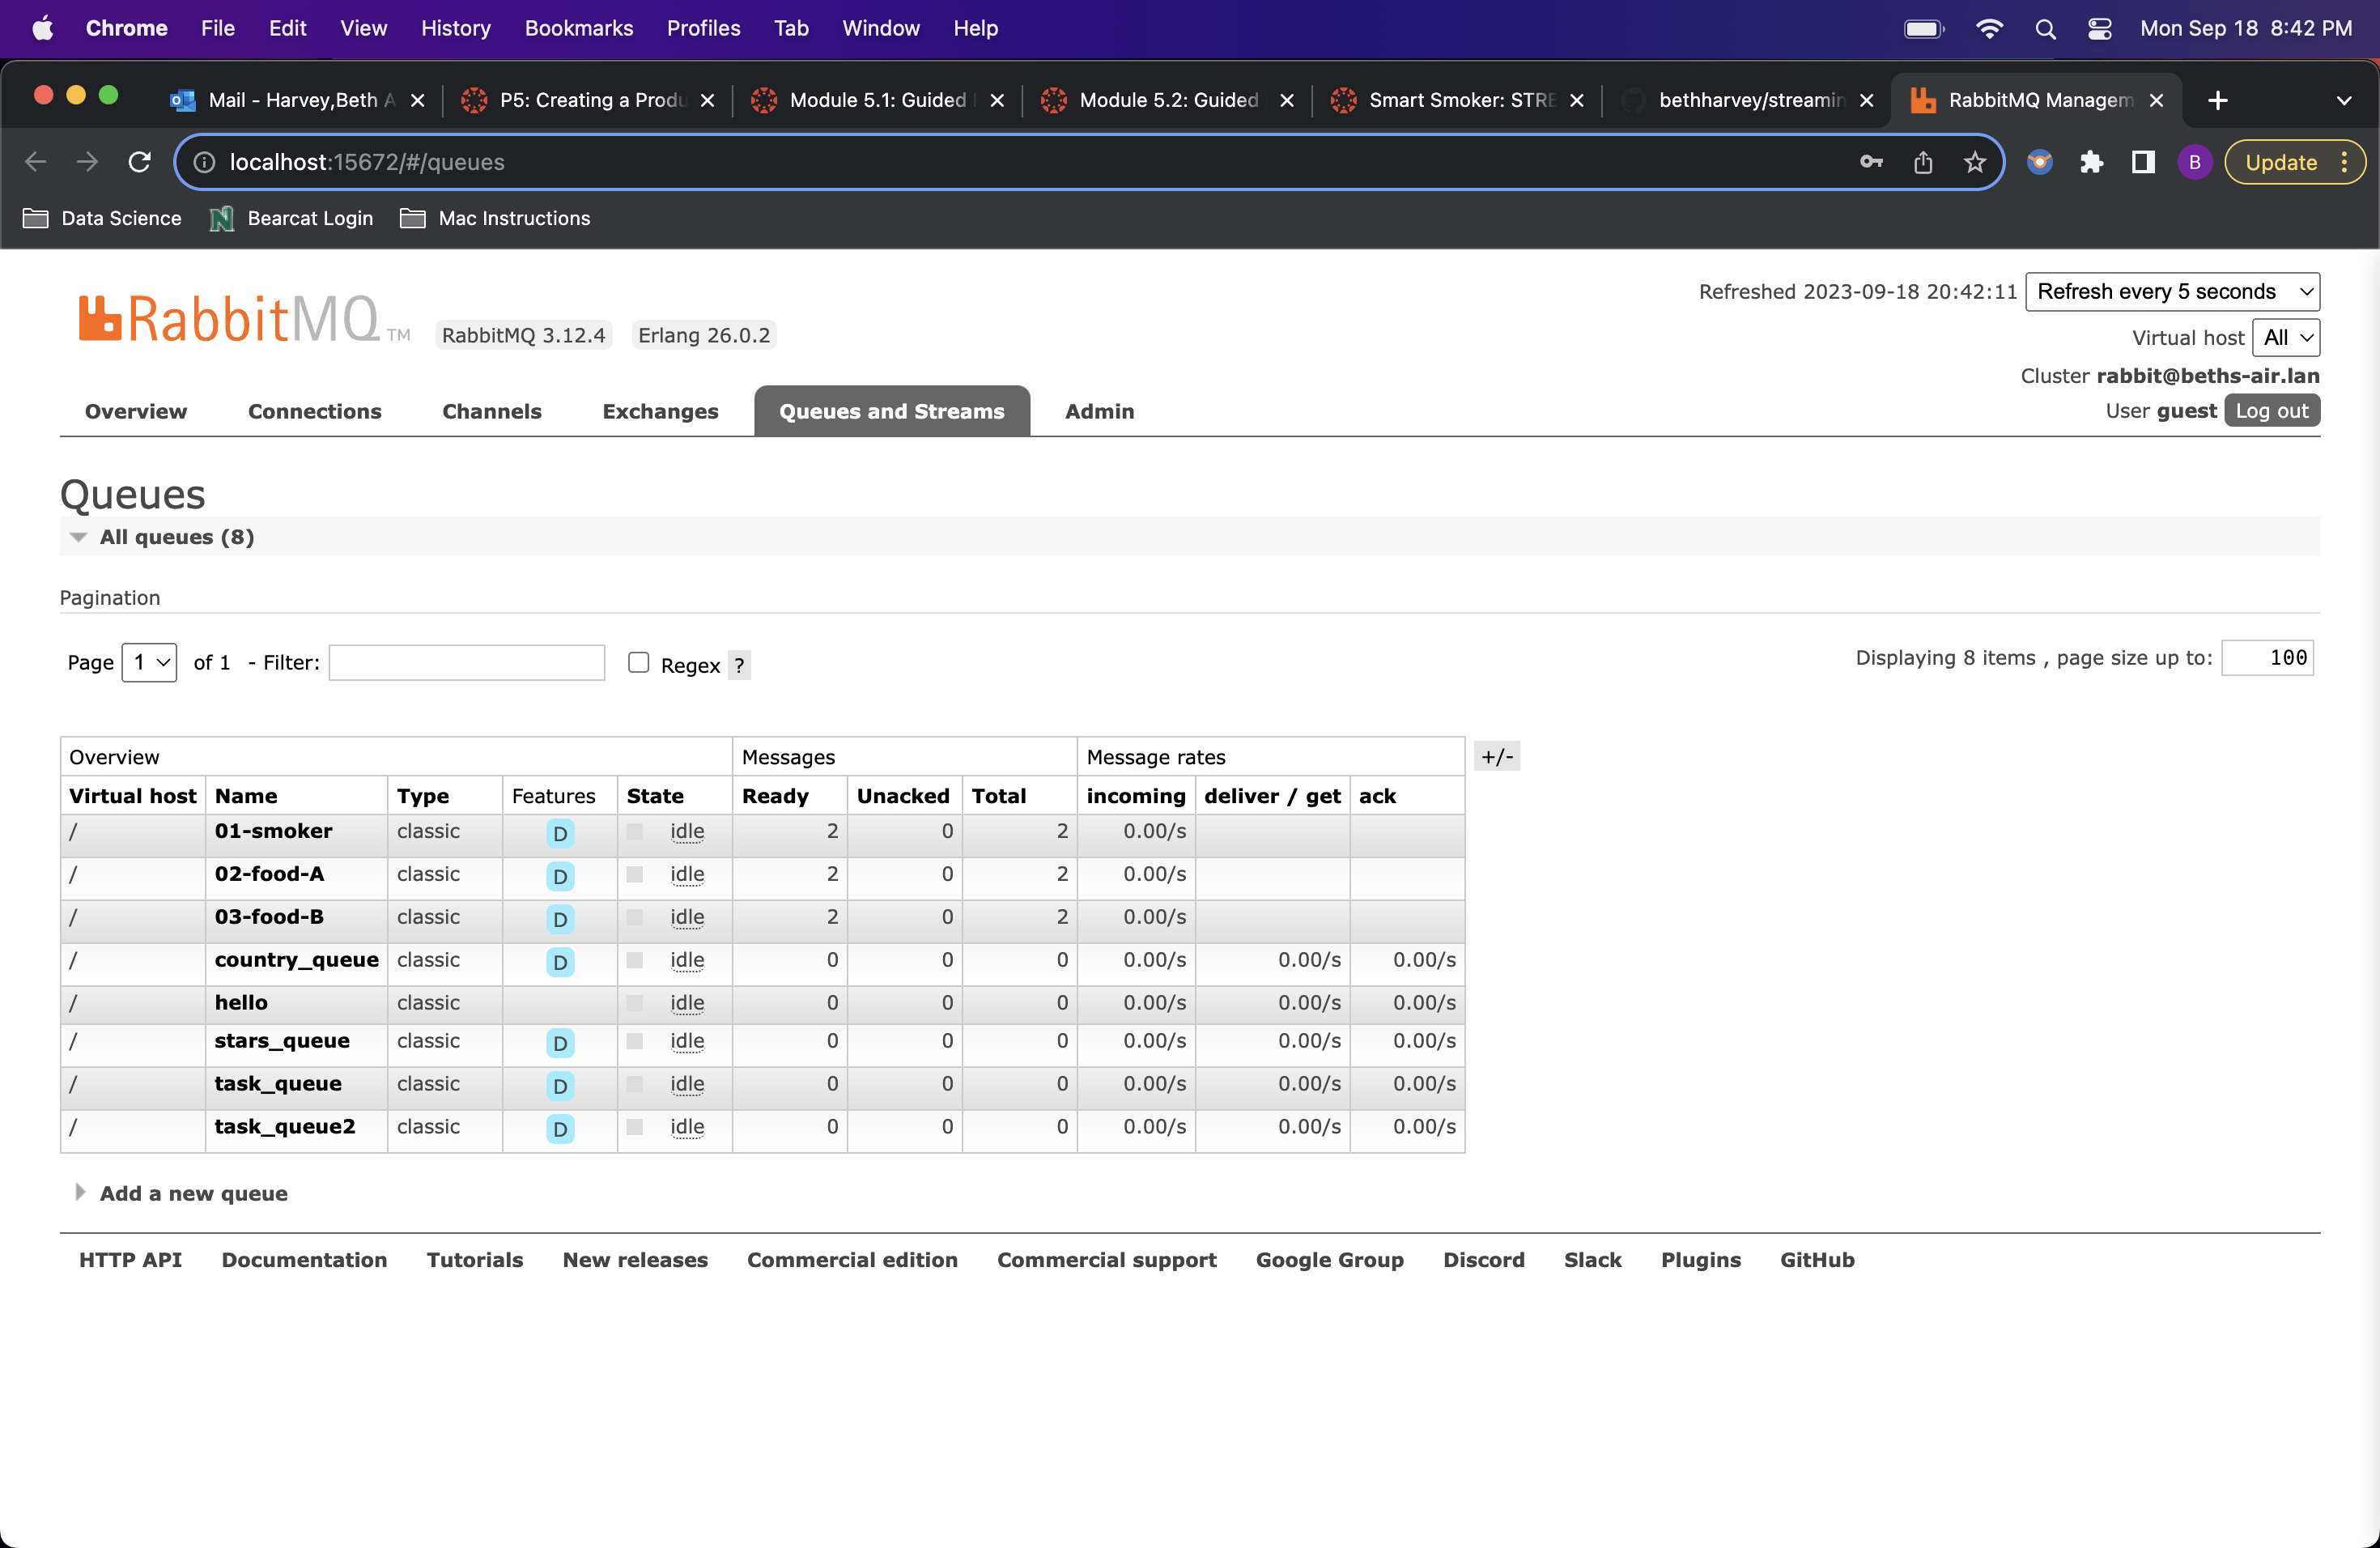 Chrome File Edit View History Bookmarks Profiles Tab Window Help Mon Sep 18 8:42 PM
Mail - Harvey,Beth A P5: Creating a Produ Module 5.1: Guided Module 5.2: Guided Smart Smoker: STRE bethharvey/streamin RabbitMQ Managem
localhost:15672/#/queues B Update
Data Science Bearcat Login Mac Instructions
Refreshed 2023-09-18 20:42:11 Refresh every 5 seconds
RabbitMQ TM RabbitMQ 3.12.4 Erlang 26.0.2
Virtual host All
Cluster rabbit@beths-air.lan
User guest Log out
Overview Connections Channels Exchanges Queues and Streams Admin
Queues
All queues (8)
Pagination
Page 1 of 1 - Filter: Regex ? Displaying 8 items , page size up to: 100
Overview Messages Message rates +/-
Virtual host Name Type Features State Ready Unacked Total incoming deliver / get ack
/ 01-smoker classic D idle 2 0 2 0.00/s
/ 02-food-A classic D idle 2 0 2 0.00/s
/ 03-food-B classic D idle 2 0 2 0.00/s
/ country_queue classic D idle 0 0 0 0.00/s 0.00/s 0.00/s
/ hello classic idle 0 0 0 0.00/s 0.00/s 0.00/s
/ stars_queue classic D idle 0 0 0 0.00/s 0.00/s 0.00/s
/ task_queue classic D idle 0 0 0 0.00/s 0.00/s 0.00/s
/ task_queue2 classic D idle 0 0 0 0.00/s 0.00/s 0.00/s
Add a new queue
HTTP API Documentation Tutorials New releases Commercial edition Commercial support Google Group Discord Slack Plugins GitHub